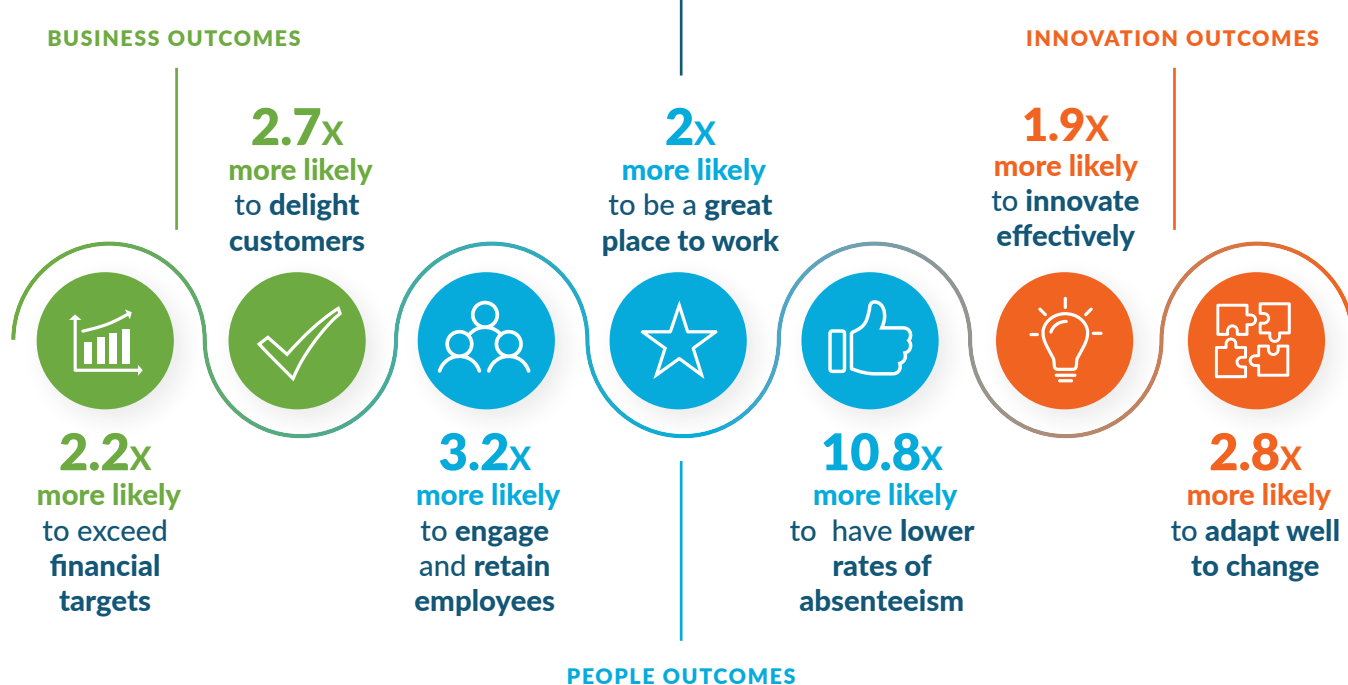 BUSINESS OUTCOMES
INNOVATION OUTCOMES
2.7X
more likely
to delight
customers
2X
more likely
to be a great
place to work
1.9X
more likely
to innovate
effectively
2.2X
more likely
to exceed
financial
targets
3.2X
more likely
to engage
and retain
employees
10.8X
more likely
to have lower
rates of
absenteeism
2.8X
more likely
to adapt well
to change
PEOPLE OUTCOMES